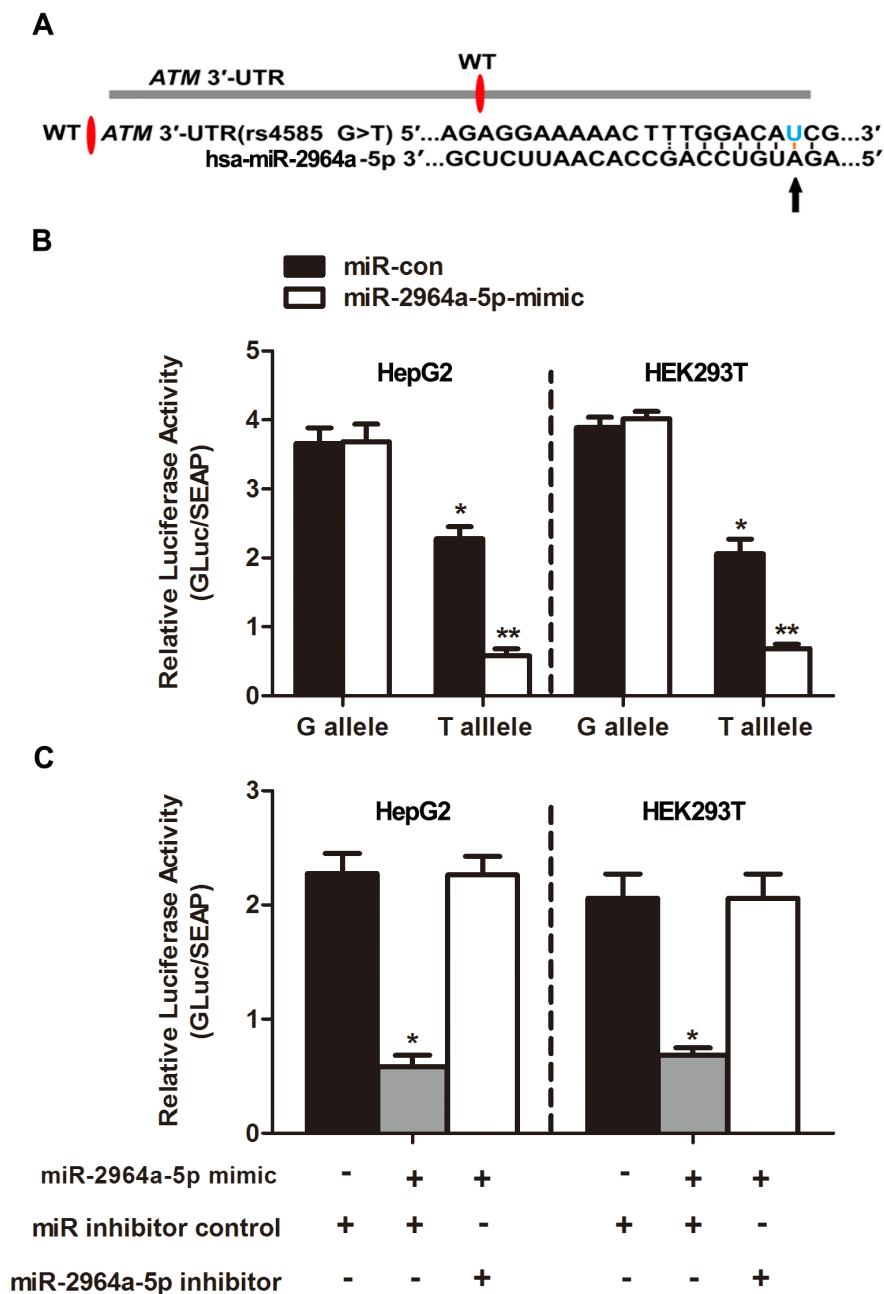 A
ATM 3′-UTR
WT
WT ATM 3′-UTR(rs4585 G>T) 5′...AGAGGAAAAACTTTGGACAUCG...3′
hsa-miR-2964a-5p 3′...GCUCUUAACACCGACCUGUAGA...5′
B
miR-con
miR-2964a-5p-mimic
Relative Luciferase Activity
(GLuc/SEAP)
5
4
3
2
1
0
HepG2
HEK293T
*
**
*
**
G allele
T alllele
G allele
T alllele
C
Relative Luciferase Activity
(GLuc/SEAP)
3
2
1
0
HepG2
HEK293T
*
*
miR-2964a-5p mimic - + + - + +
miR inhibitor control + + - + + -
miR-2964a-5p inhibitor - - + - - +